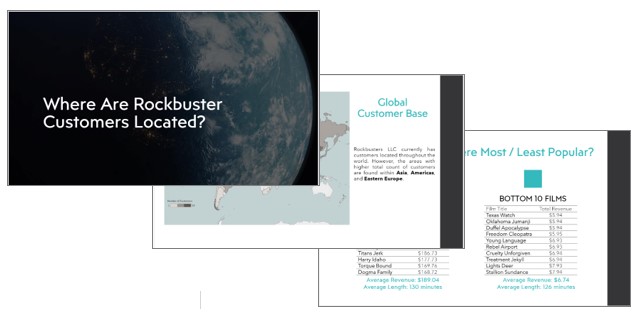 Where Are Rockbuster
Customers Located?
Global
Customer Base
Rockbusters LLC currently has
customers located throughout the
world. However, the areas with
higher total count of customers
are found within Asia, Americas,
and Eastern Europe.
ere Most / Least Popular?
BOTTOM 10 FILMS
Film Title Total Revenue
Texas Watch $5.94
Oklahoma Jumanji $5.94
Duffel Apocalypse $5.94
Freedom Cleopatra $5.95
Young Language $6.93
Rebel Airport $6.93
Cruelty Unforgiven $6.94
Treatment Jekyll $6.94
Lights Deer $7.93
Stallion Sundance $7.94
Average Revenue: $6.74
Average Length: 126 minutes
Titans Jerk $186.73
Harry Idaho $177.73
Torque Bound $169.76
Dogma Family $168.72
Average Revenue: $189.04
Average Length: 130 minutes